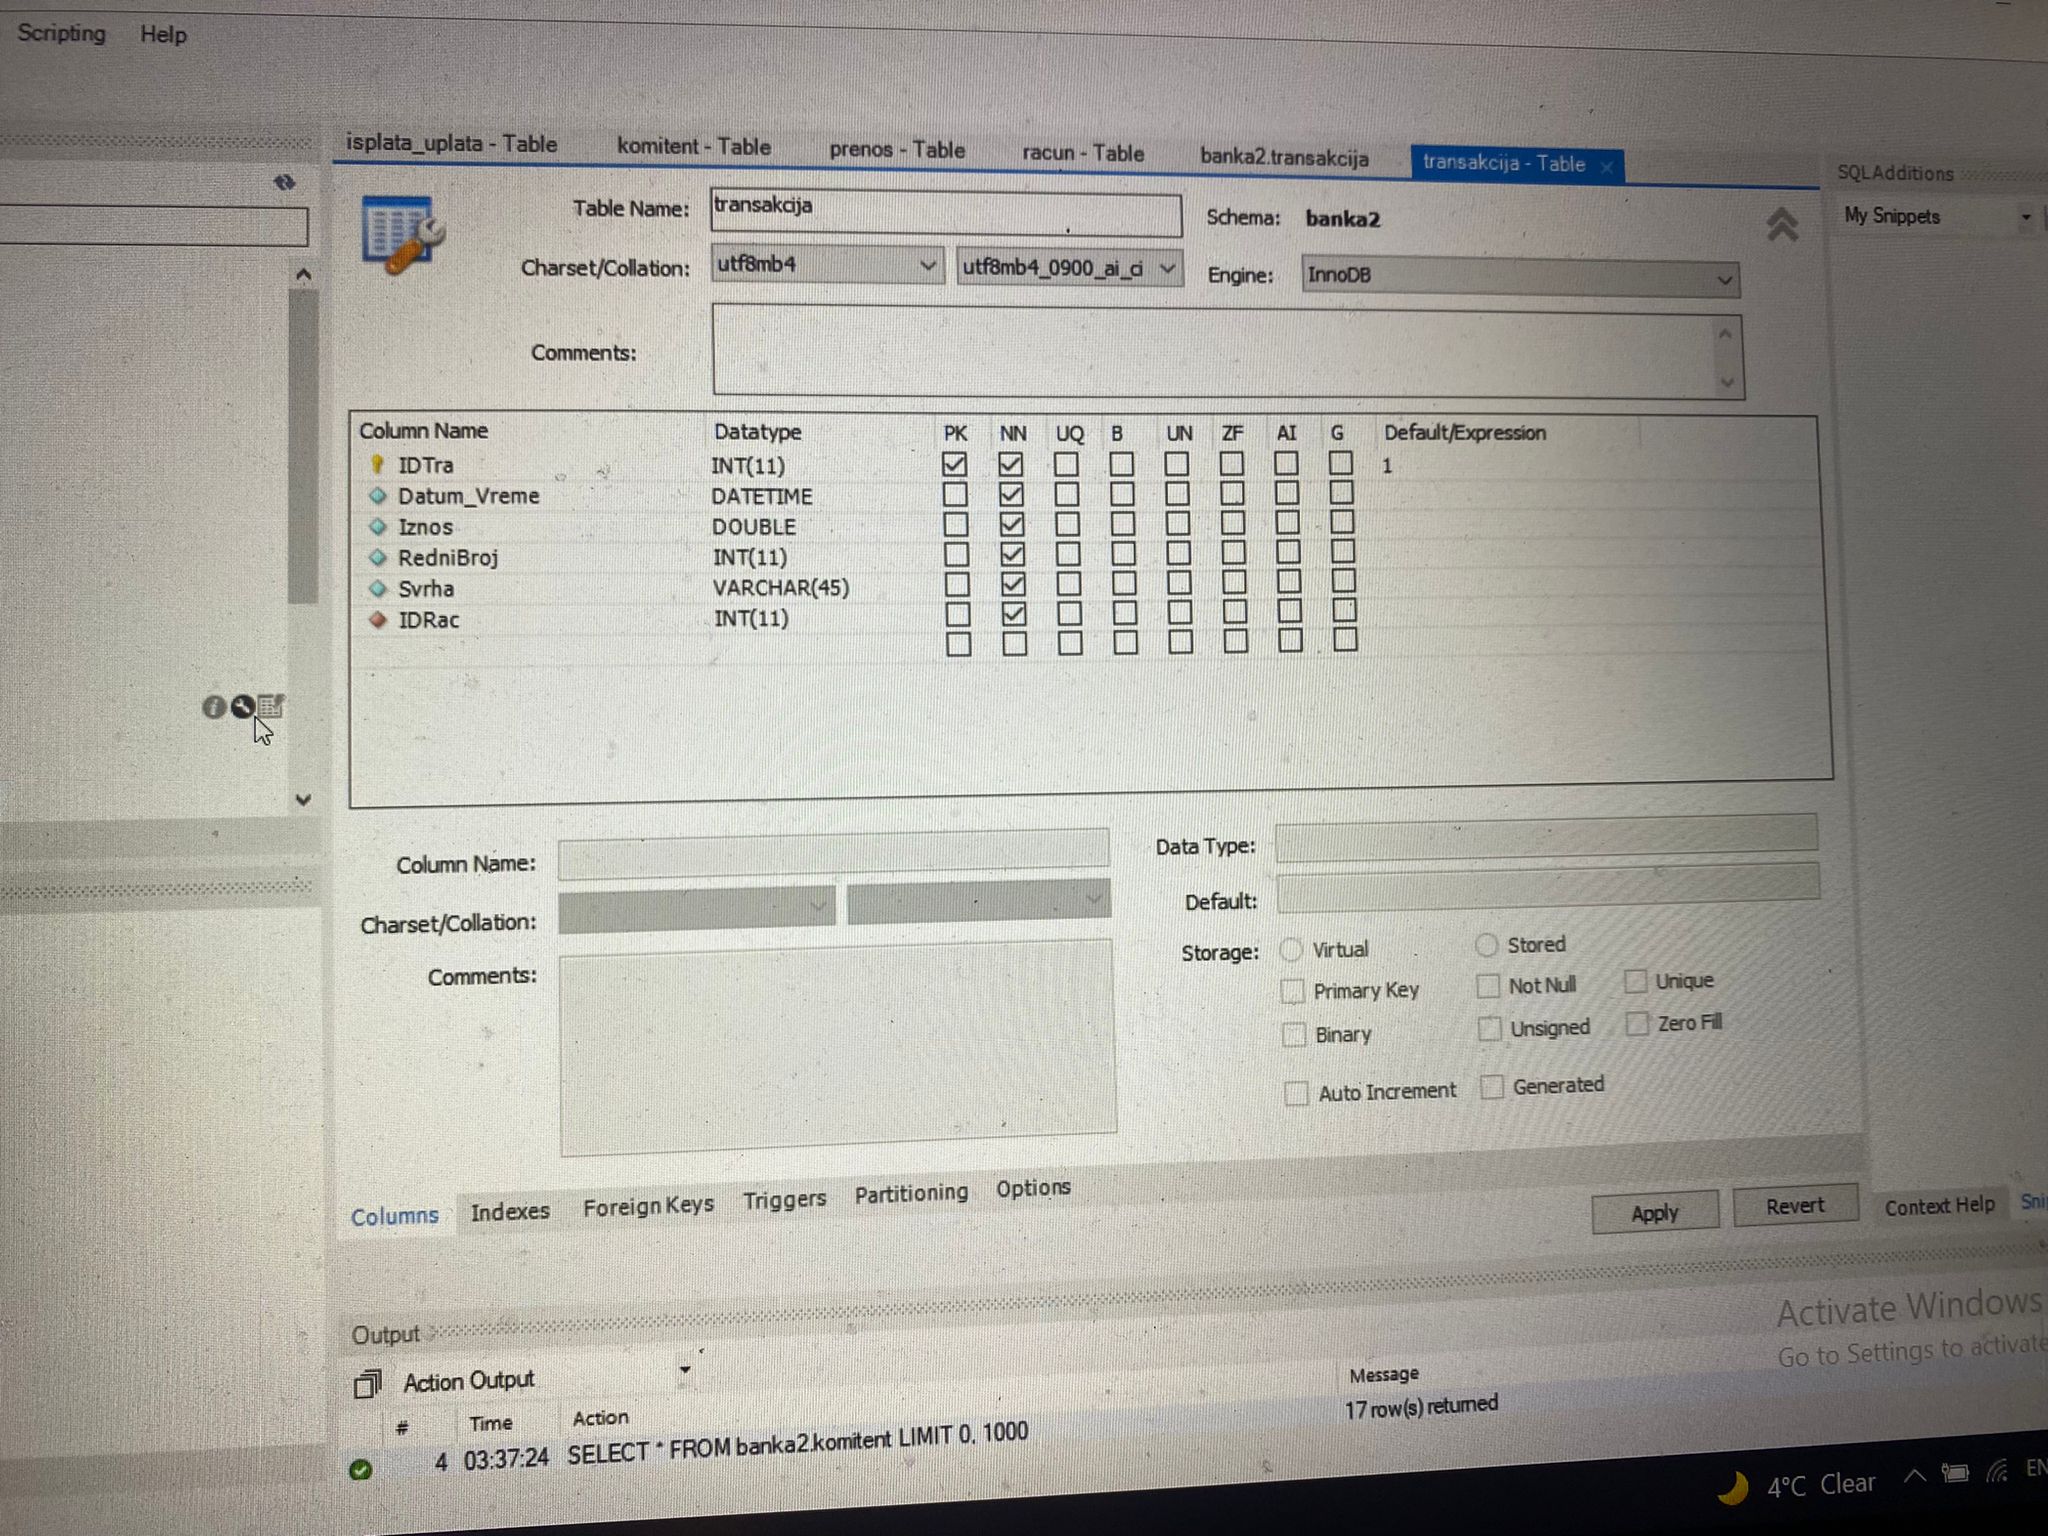 Scripting Help
isplata_uplata - Table komitent - Table prenos - Table racun - Table banka2.transakcija transakcija - Table
SQLAdditions
My Snippets
Table Name: transakcija Schema: banka2
Charset/Collation: utf8mb4 utf8mb4_0900_ai_ci Engine: InnoDB
Comments:
Column Name Datatype PK NN UQ B UN ZF AI G Default/Expression
IDTra INT(11) 1
Datum_Vreme DATETIME
Iznos DOUBLE
RedniBroj INT(11)
Svrha VARCHAR(45)
IDRac INT(11)
Column Name: Data Type:
Charset/Collation: Default:
Comments: Storage: Virtual Stored
Primary Key Not Null Unique
Binary Unsigned Zero Fill
Auto Increment Generated
Columns Indexes Foreign Keys Triggers Partitioning Options
Apply Revert Context Help
Output
Activate Windows
Go to Settings to activate
Action Output
# Time Action Message
4 03:37:24 SELECT * FROM banka2.komitent LIMIT 0, 1000 17 row(s) returned
4°C Clear EN